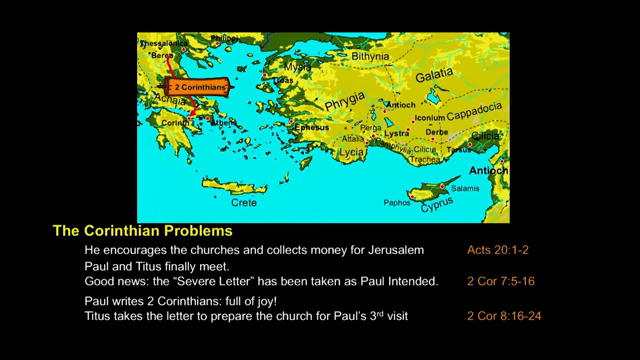 Philippi
Thessalonica
Berea
Bithynia
Mysia
Troas
Galatia
2 Corinthians
Phrygia
Cappadocia
Antioch
Achaia
Iconium
Corinth
Athens
Ephesus
Perga
Lystra
Derbe
Cilicia
Attalia
Pamphylia
Cilicia
Tarsus
Lycia
Trachea
Antioch
Crete
Salamis
Paphos
Cyprus
The Corinthian Problems
He encourages the churches and collects money for Jerusalem Acts 20:1-2
Paul and Titus finally meet.
Good news: the “Severe Letter” has been taken as Paul Intended. 2 Cor 7:5-16
Paul writes 2 Corinthians: full of joy!
Titus takes the letter to prepare the church for Paul’s 3rd visit 2 Cor 8:16-24